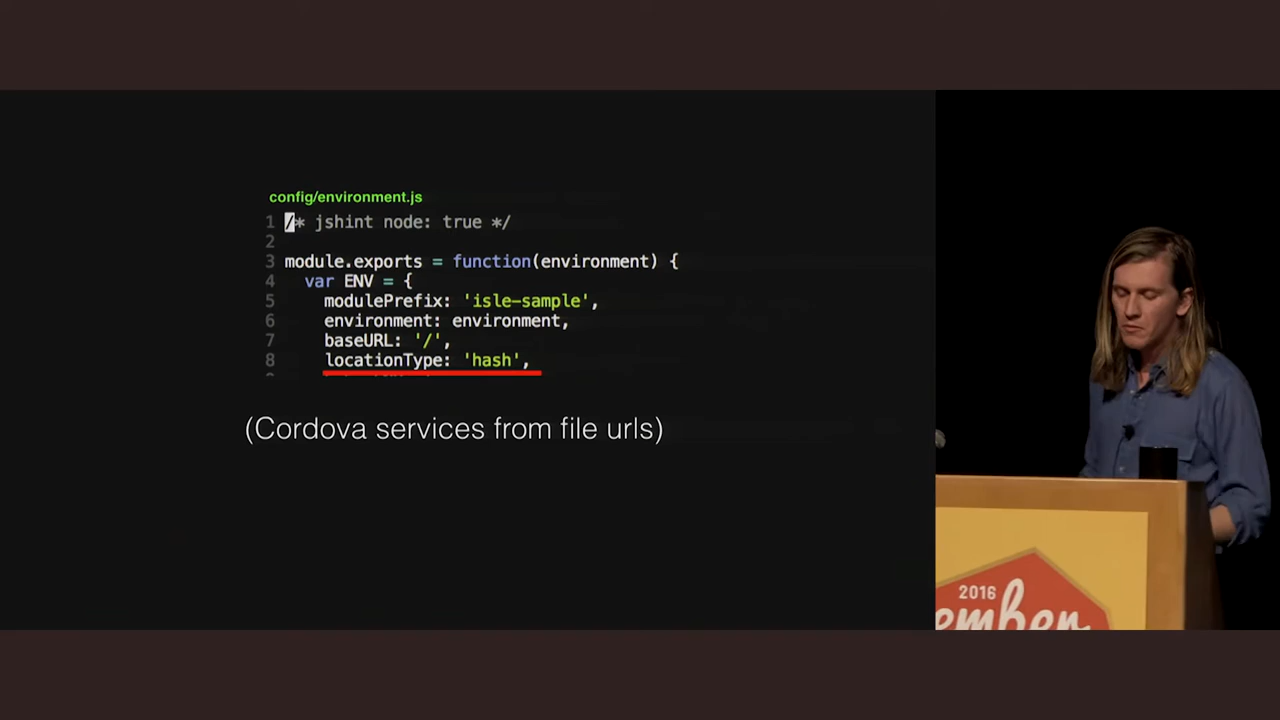 config/environment.js
1 /* jshint node: true */
2
3 module.exports = function(environment) {
4 var ENV = {
5 modulePrefix: 'isle-sample',
6 environment: environment,
7 baseURL: '/',
8 locationType: 'hash',
(Cordova services from file urls)
2016
ember